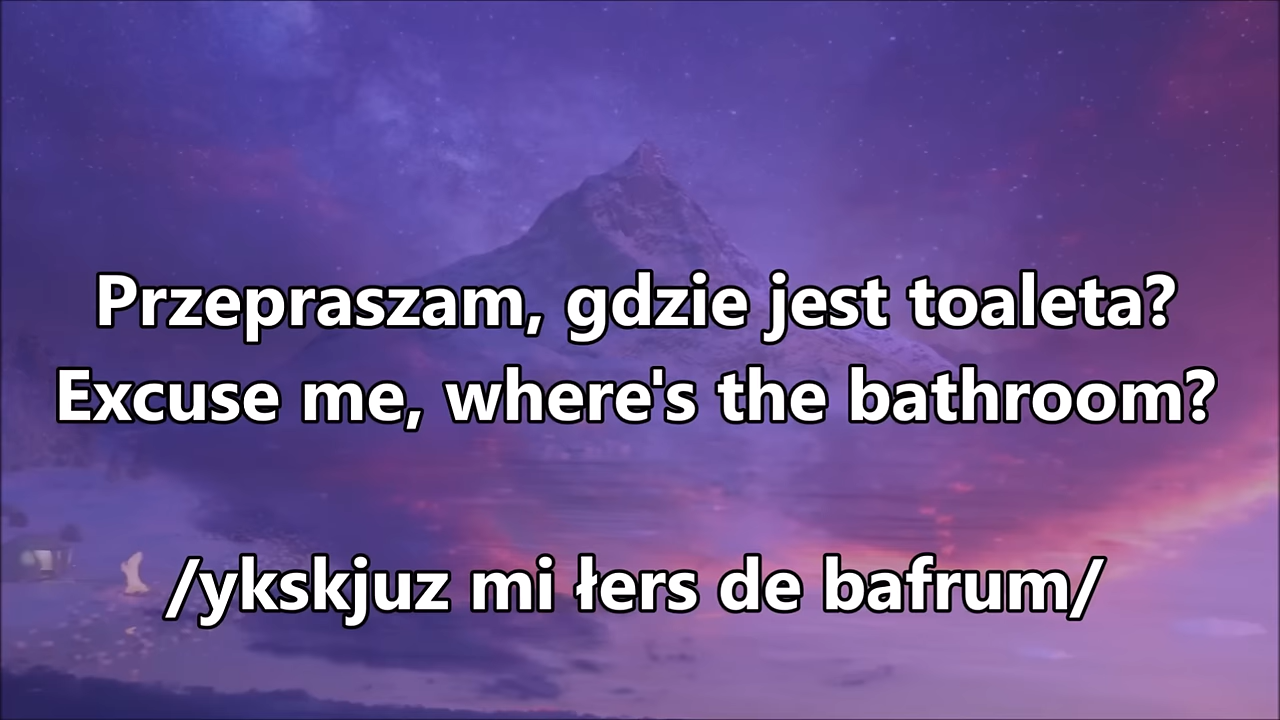 Przepraszam, gdzie jest toaleta?
Excuse me, where's the bathroom?
/ykskjuz mi łers de bafrum/